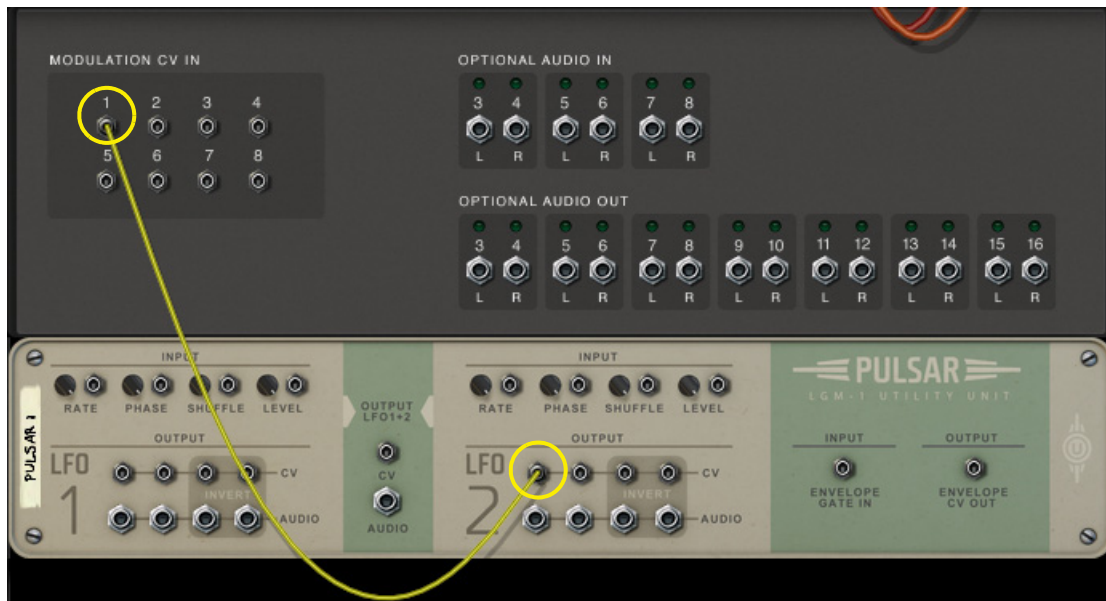 MODULATION CV IN
1 2 3 4
5 6 7 8
OPTIONAL AUDIO IN
3 4 5 6 7 8
L R L R L R
OPTIONAL AUDIO OUT
3 4 5 6 7 8 9 10 11 12 13 14 15 16
L R L R L R L R L R L R L R
PULSAR 1
INPUT
RATE PHASE SHUFFLE LEVEL
OUTPUT
LFO
1
CV
INVERT
AUDIO
OUTPUT
LFO1+2
CV
AUDIO
INPUT
RATE PHASE SHUFFLE LEVEL
OUTPUT
LFO
2
CV
INVERT
AUDIO
PULSAR
LGM-1 UTILITY UNIT
INPUT
ENVELOPE
GATE IN
OUTPUT
ENVELOPE
CV OUT